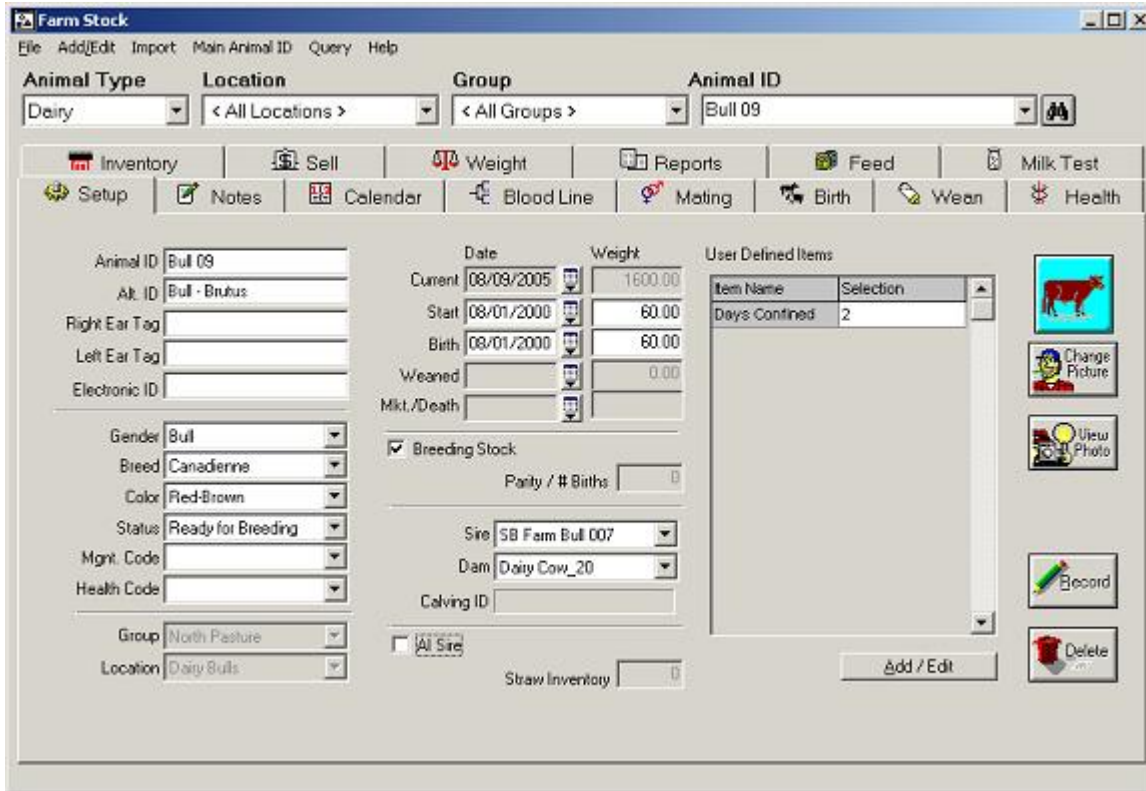 Farm Stock
File Add/Edit Import Main Animal ID Query Help
Animal Type Location Group Animal ID
Dairy < All Locations > < All Groups > Bull 09
Inventory Sell Weight Reports Feed Milk Test
Setup Notes Calendar Blood Line Mating Birth Wean Health
Animal ID Bull 09
Alt. ID Bull - Brutus
Right Ear Tag
Left Ear Tag
Electronic ID
Gender Bull
Breed Canadienne
Color Red-Brown
Status Ready for Breeding
Mgnt. Code
Health Code
Group North Pasture
Location Dairy Bulls
Date Weight
Current 08/09/2005 1600.00
Start 08/01/2000 60.00
Birth 08/01/2000 60.00
Weaned 0.00
Mkt./Death
Breeding Stock
Parity / # Births 0
Sire SB Farm Bull 007
Dam Dairy Cow_20
Calving ID
AI Sire
Straw Inventory 0
User Defined Items
Item Name Selection
Days Confined 2
Add / Edit
Change
Picture
View
Photo
Record
Delete